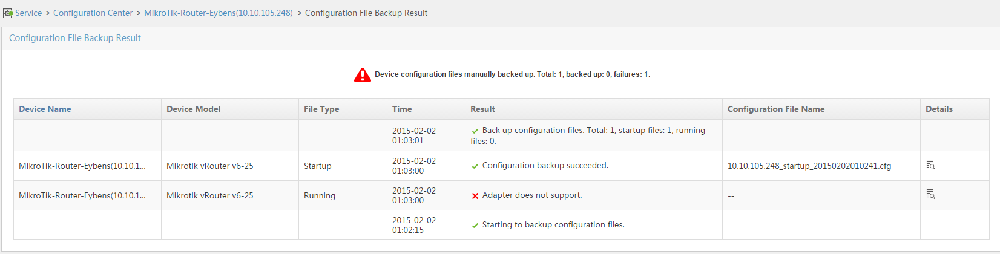 Service > Configuration Center > MikroTik-Router-Eybens(10.10.105.248) > Configuration File Backup Result
Configuration File Backup Result
Device configuration files manually backed up. Total: 1, backed up: 0, failures: 1.
Device Name Device Model File Type Time Result Configuration File Name Details
2015-02-02
01:03:01
Back up configuration files. Total: 1, startup files: 1, running
files: 0.
MikroTik-Router-Eybens(10.10.1... Mikrotik vRouter v6-25 Startup
2015-02-02
01:03:00
Configuration backup succeeded. 10.10.105.248_startup_20150202010241.cfg
MikroTik-Router-Eybens(10.10.1... Mikrotik vRouter v6-25 Running
2015-02-02
01:03:00
Adapter does not support. --
2015-02-02
01:02:15
Starting to backup configuration files.